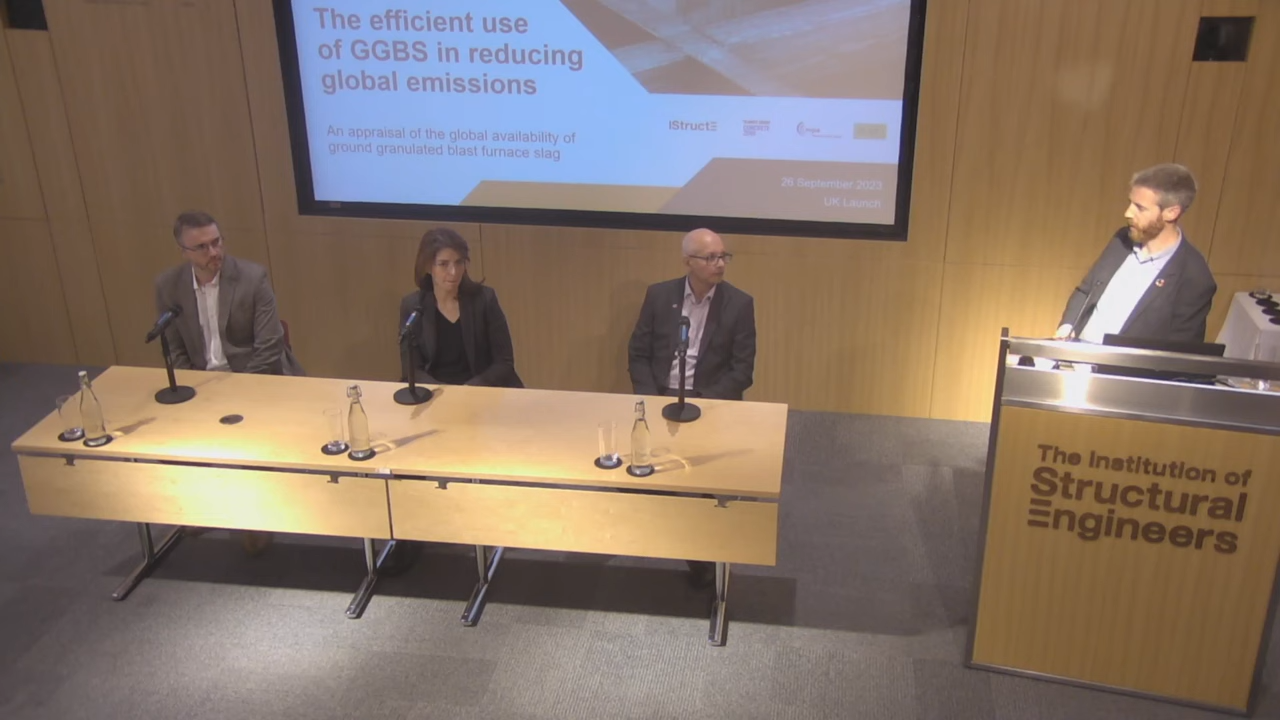 The efficient use
of GGBS in reducing
global emissions
An appraisal of the global availability of
ground granulated blast furnace slag
IStructE
26 September 2023
UK Launch
The Institution of
Structural
Engineers